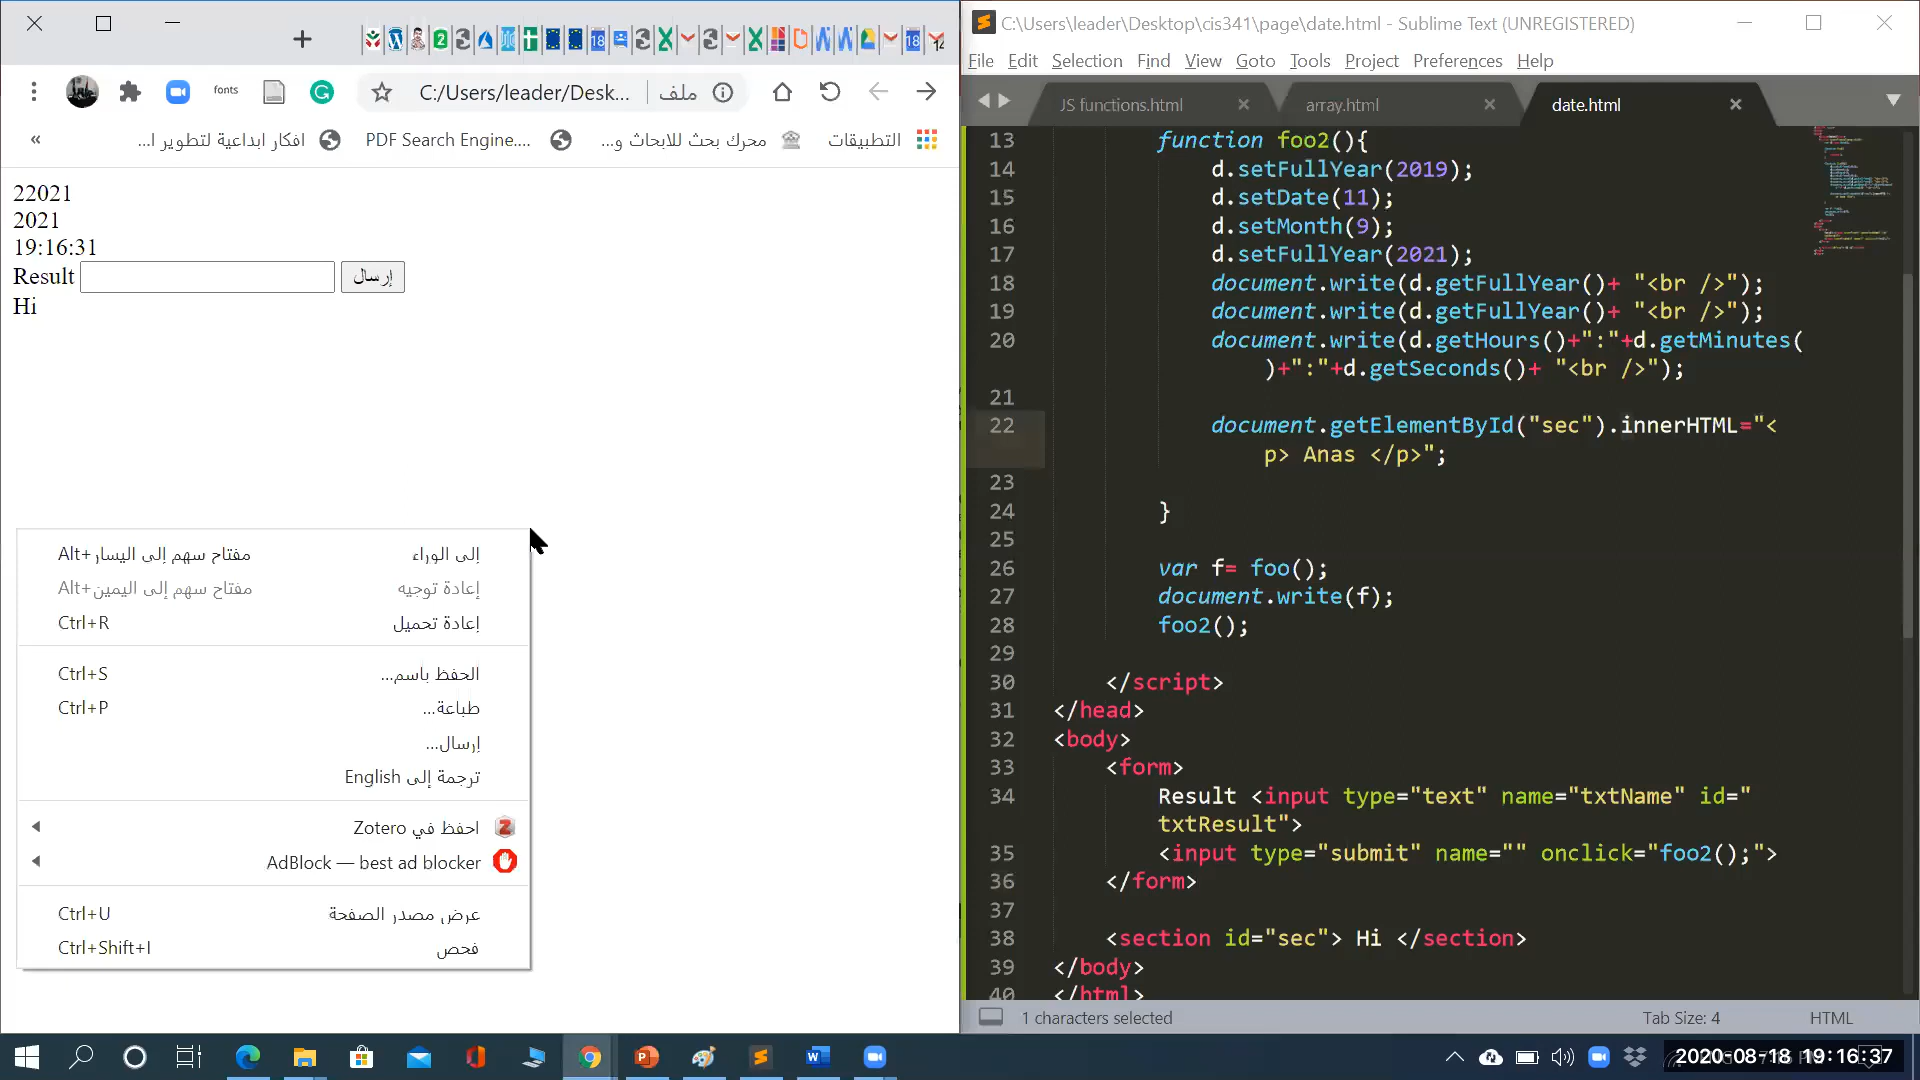 C:\Users\leader\Desktop\cis341\page\date.html - Sublime Text (UNREGISTERED)
File Edit Selection Find View Goto Tools Project Preferences Help
JS functions.html
array.html
date.html
fonts
C:/Users/leader/Desk...
ملف
التطبيقات
محرك بحث للابحاث و...
PDF Search Engine....
افكار ابداعية لتطوير ا...
«
22021
2021
19:16:31
Result إرسال
Hi
إلى الوراء Alt+مفتاح سهم إلى اليسار
إعادة توجيه Alt+مفتاح سهم إلى اليمين
إعادة تحميل Ctrl+R
الحفظ باسم... Ctrl+S
طباعة... Ctrl+P
إرسال...
ترجمة إلى English
احفظ في Zotero
AdBlock — best ad blocker
عرض مصدر الصفحة Ctrl+U
فحص Ctrl+Shift+I
13 function foo2(){
14 d.setFullYear(2019);
15 d.setDate(11);
16 d.setMonth(9);
17 d.setFullYear(2021);
18 document.write(d.getFullYear()+ "<br />");
19 document.write(d.getFullYear()+ "<br />");
20 document.write(d.getHours()+":"+d.getMinutes(
)+":"+d.getSeconds()+ "<br />");
21
22 document.getElementById("sec").innerHTML="<
p> Anas </p>";
23
24 }
25
26 var f= foo();
27 document.write(f);
28 foo2();
29
30 </script>
31 </head>
32 <body>
33 <form>
34 Result <input type="text" name="txtName" id="
txtResult">
35 <input type="submit" name="" onclick="foo2();">
36 </form>
37
38 <section id="sec"> Hi </section>
39 </body>
40 </html>
1 characters selected
Tab Size: 4
HTML
2020-08-18 19:16:37